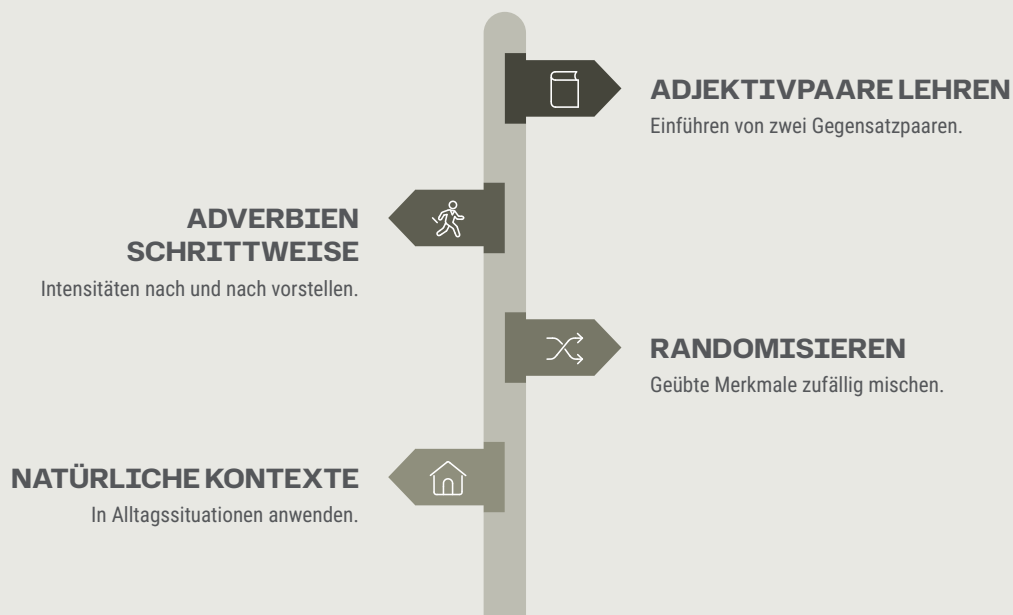 ADJEKTIVPAARE LEHREN
Einführen von zwei Gegensatzpaaren.
ADVERBIEN
SCHRITTWEISE
Intensitäten nach und nach vorstellen.
RANDOMISIEREN
Geübte Merkmale zufällig mischen.
NATÜRLICHE KONTEXTE
In Alltagssituationen anwenden.